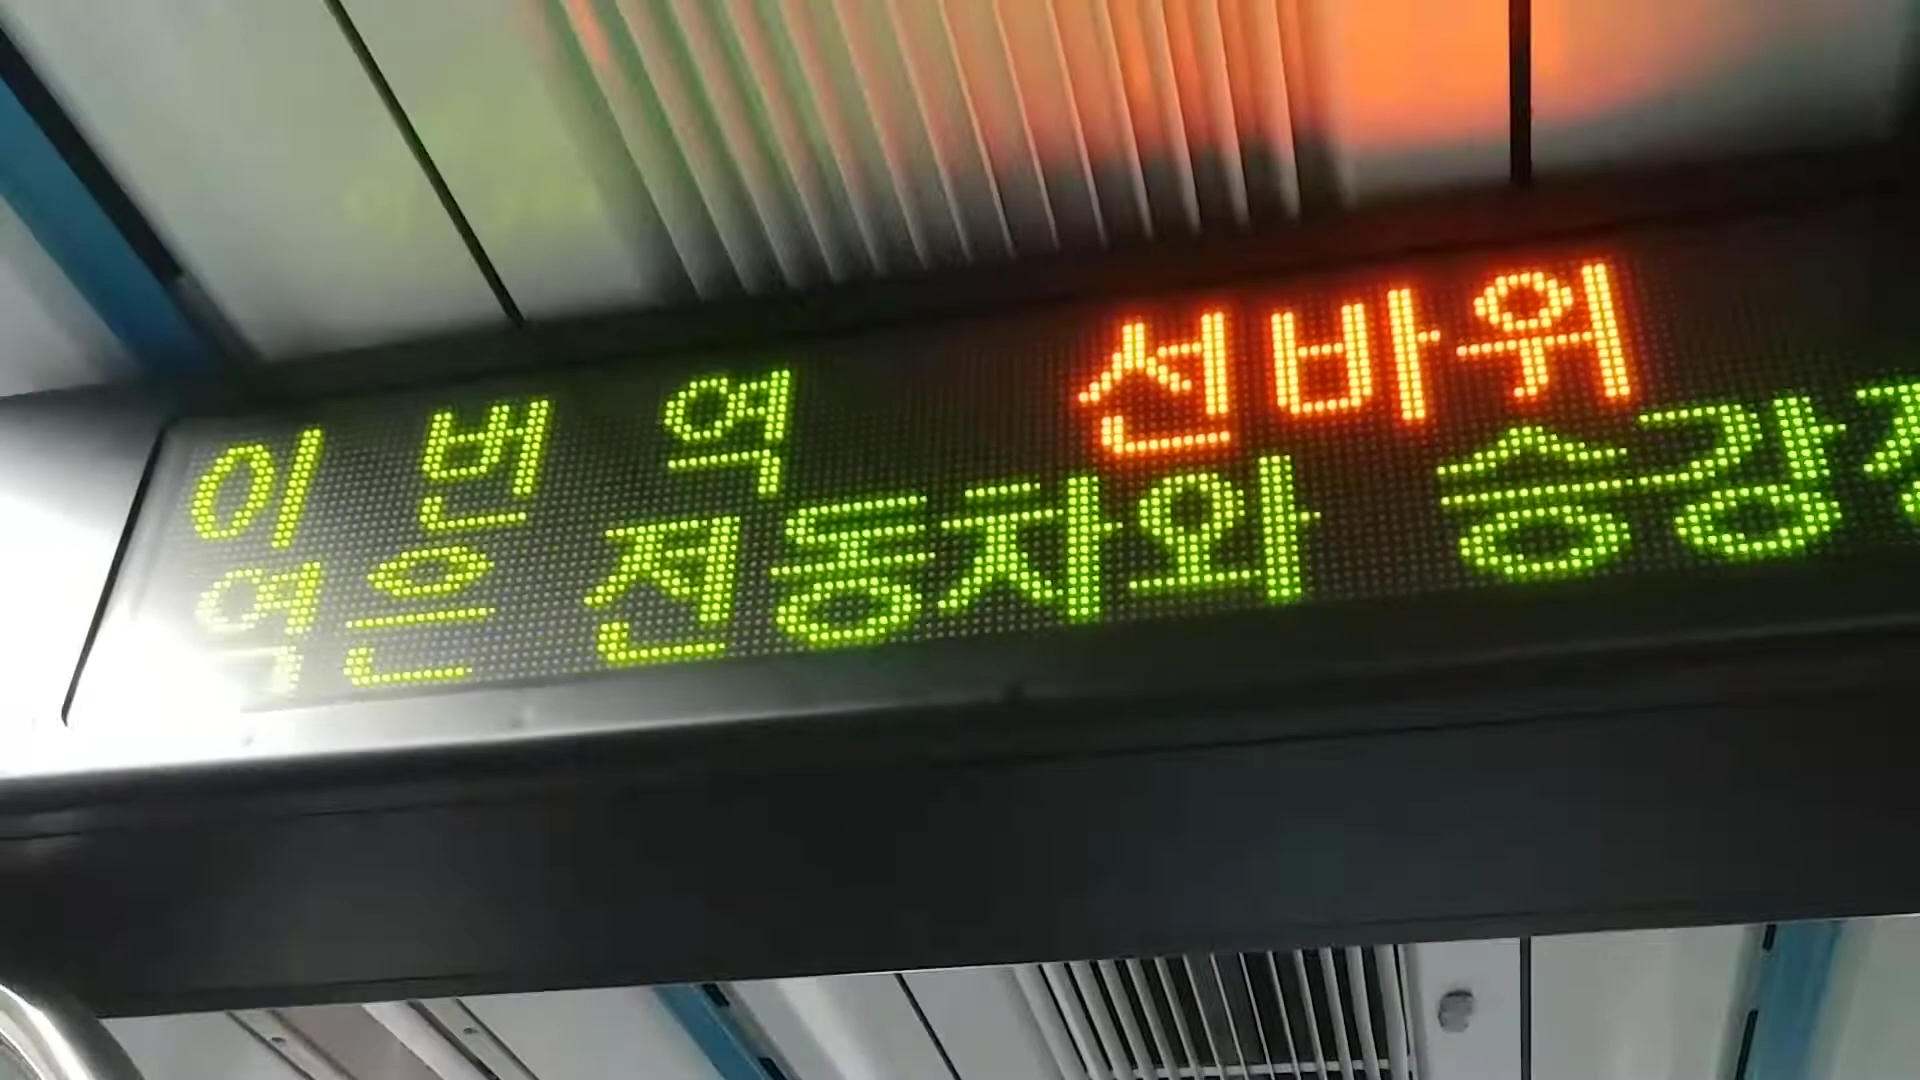 이 번 역 선바위
역은 전동차와 승강